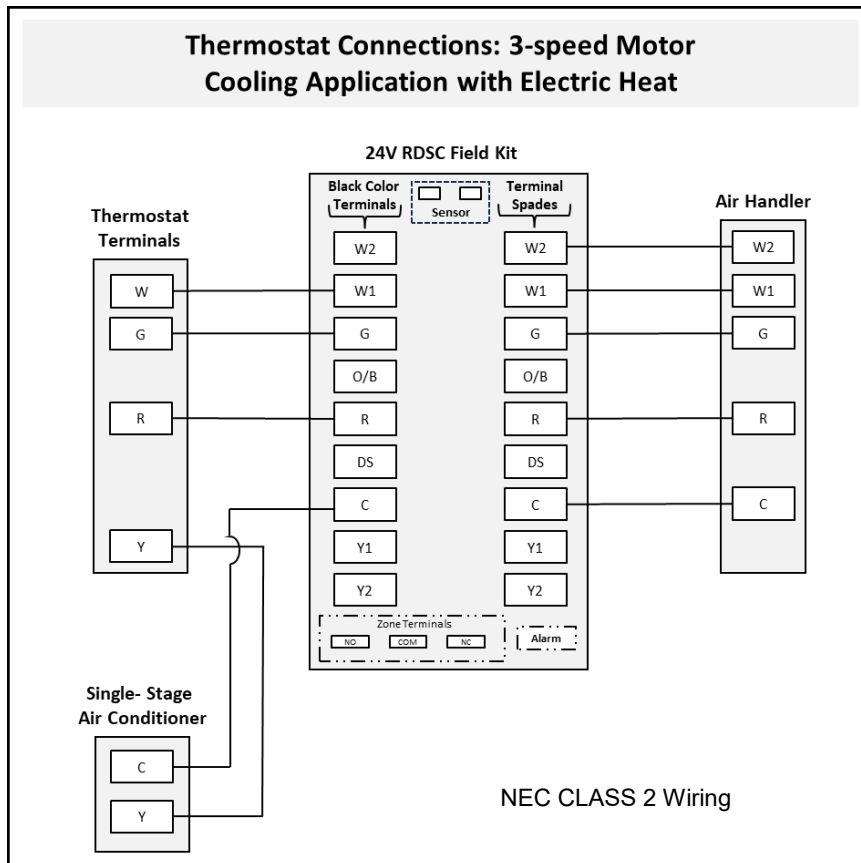 Thermostat Connections: 3-speed Motor
Cooling Application with Electric Heat
24V RDSC Field Kit
Black Color
Terminals
Sensor
Terminal
Spades
Thermostat
Terminals
Air Handler
W2
W2
W2
W
W1
W1
W1
G
G
G
G
O/B
O/B
R
R
R
R
DS
DS
C
C
C
Y
Y1
Y1
Y2
Y2
Zone Terminals
NO
COM
NC
Alarm
Single- Stage
Air Conditioner
C
Y
NEC CLASS 2 Wiring